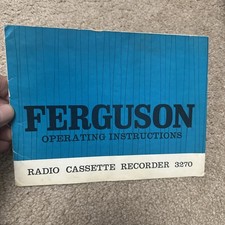 FERGUSON
OPERATING INSTRUCTIONS
RADIO CASSETTE RECORDER 3270